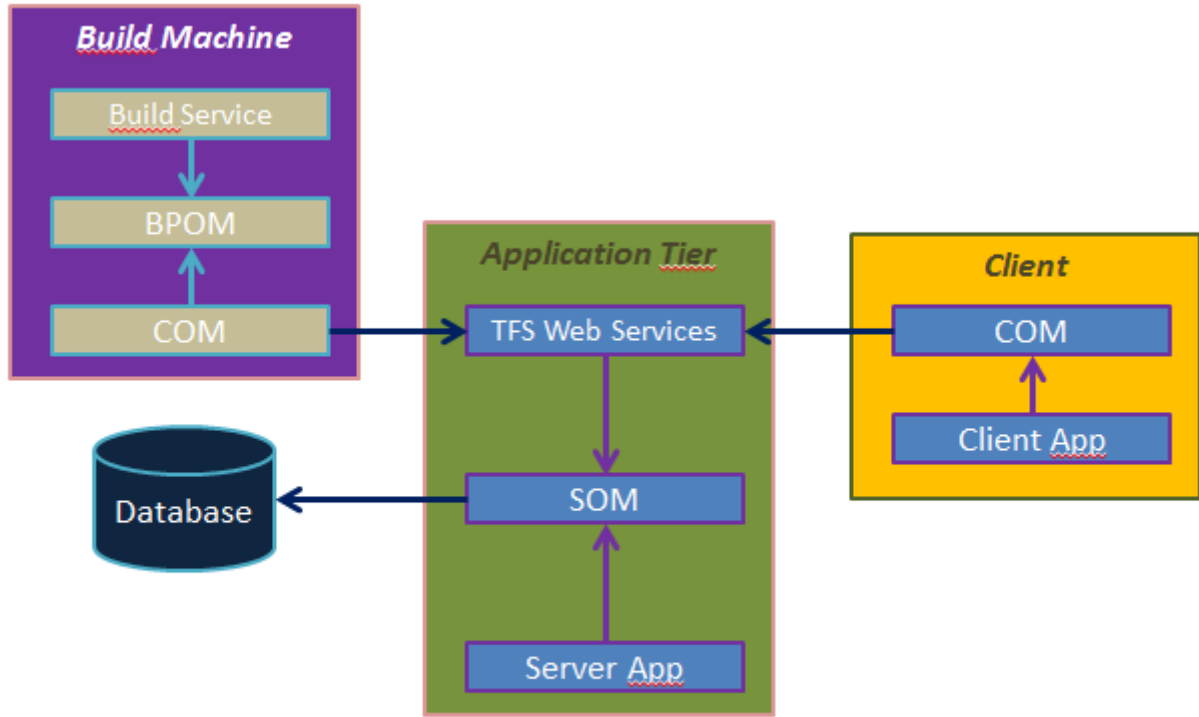 Build Machine
Build Service
BPOM
COM
Application Tier
TFS Web Services
SOM
Server App
Client
COM
Client App
Database